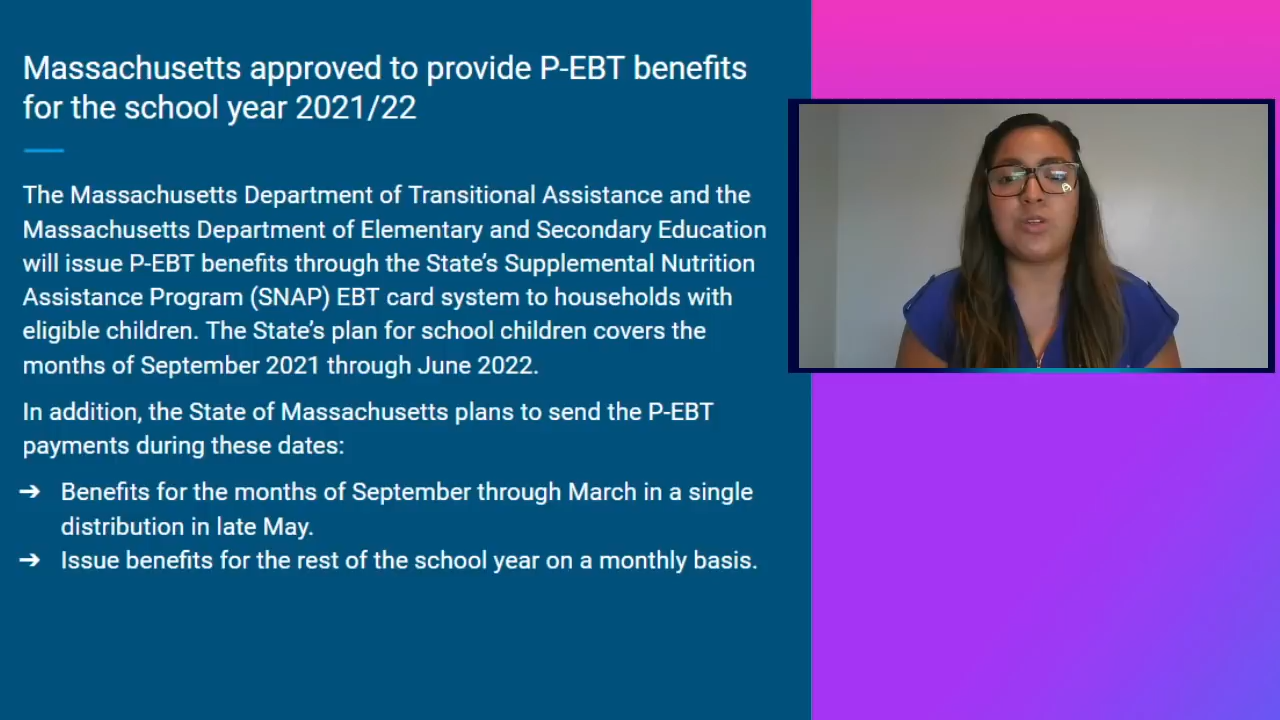 Massachusetts approved to provide P-EBT benefits
for the school year 2021/22
The Massachusetts Department of Transitional Assistance and the
Massachusetts Department of Elementary and Secondary Education
will issue P-EBT benefits through the State’s Supplemental Nutrition
Assistance Program (SNAP) EBT card system to households with
eligible children. The State’s plan for school children covers the
months of September 2021 through June 2022.
In addition, the State of Massachusetts plans to send the P-EBT
payments during these dates:
➔ Benefits for the months of September through March in a single
distribution in late May.
➔ Issue benefits for the rest of the school year on a monthly basis.